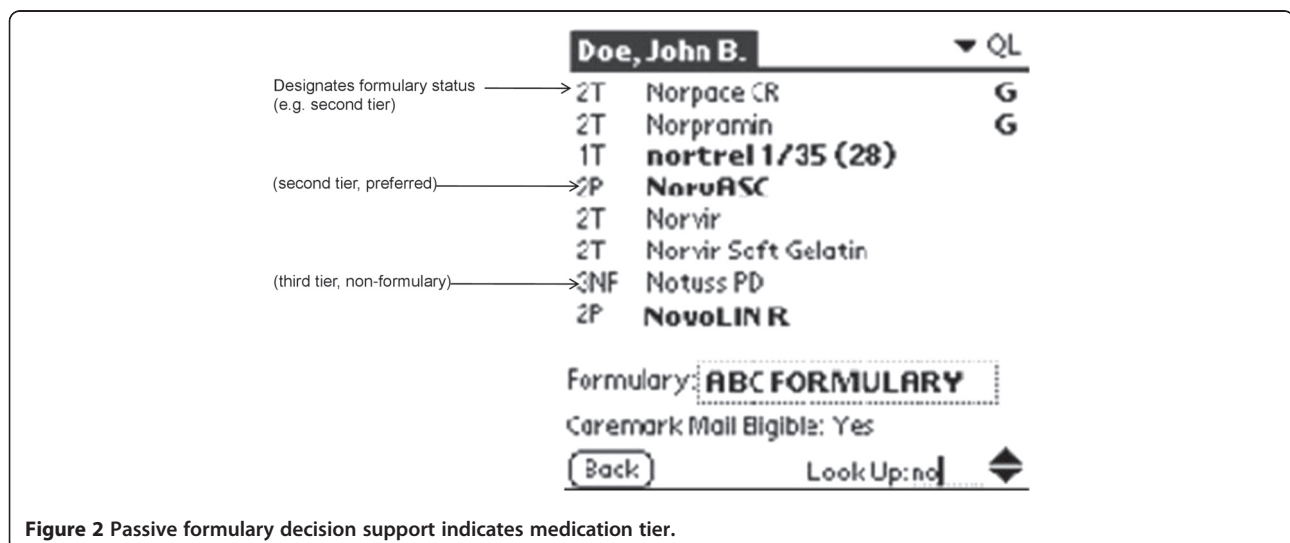 Doe, John B. QL
Designates formulary status
(e.g. second tier)
2T Norpace CR G
2T Norpramin G
1T nortrel 1/35 (28)
(second tier, preferred)
2P NorvASC
2T Norvir
2T Norvir Soft Gelatin
(third tier, non-formulary)
3NF Notuss PD
2P NovoLIN R
Formulary: ABC FORMULARY
Caremark Mail Eligible: Yes
Back Look Up: no
Figure 2 Passive formulary decision support indicates medication tier.